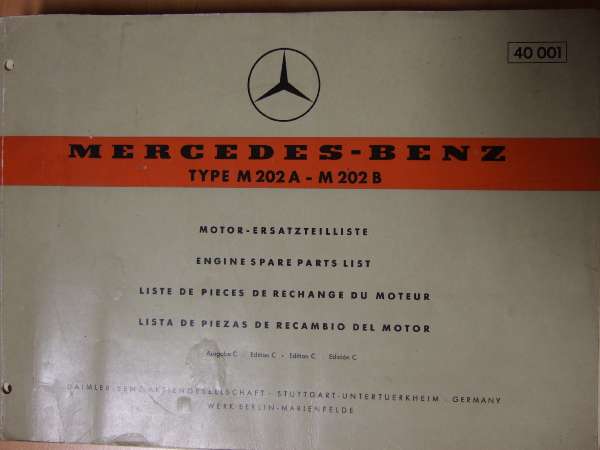 40 001
MERCEDES-BENZ
TYPE M 202 A - M 202 B
MOTOR-ERSATZTEILLISTE
ENGINE SPARE PARTS LIST
LISTE DE PIECES DE RECHANGE DU MOTEUR
LISTA DE PIEZAS DE RECAMBIO DEL MOTOR
Ausgabe C · Edition C · Edition C · Edición C
DAIMLER-BENZ AKTIENGESELLSCHAFT · STUTTGART-UNTERTUERKHEIM · GERMANY
WERK BERLIN-MARIENFELDE